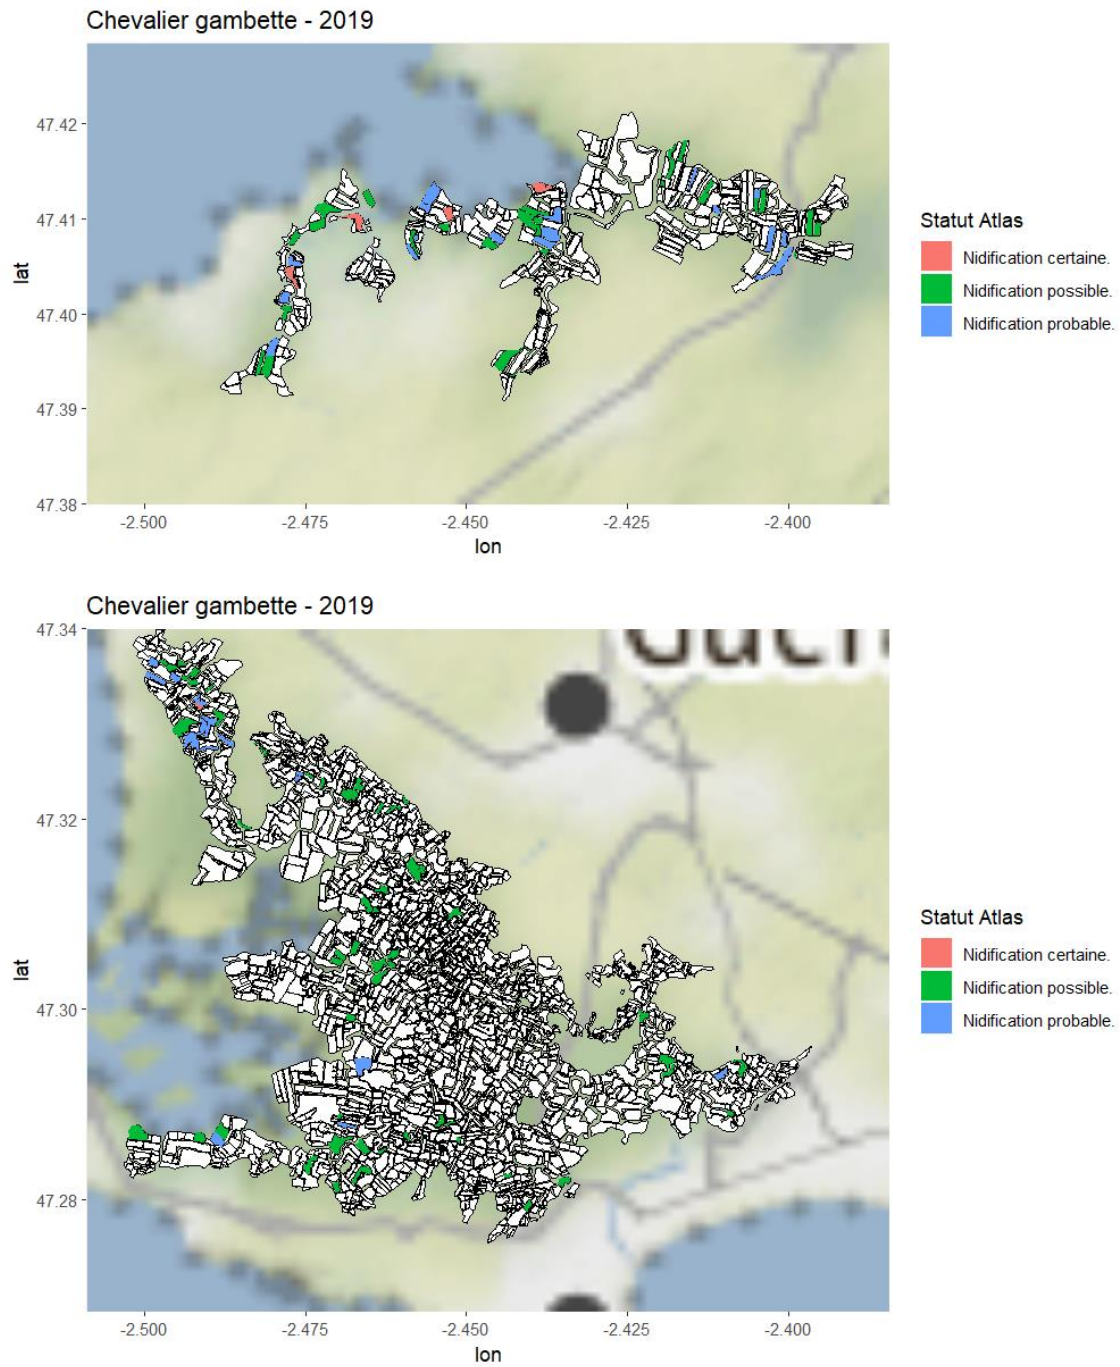 Chevalier gambette - 2019
47.42
47.41
47.40
47.39
47.38
lat
-2.500
-2.475
-2.450
-2.425
-2.400
lon
Statut Atlas
Nidification certaine.
Nidification possible.
Nidification probable.
Chevalier gambette - 2019
47.34
47.32
47.30
47.28
lat
-2.500
-2.475
-2.450
-2.425
-2.400
lon
Statut Atlas
Nidification certaine.
Nidification possible.
Nidification probable.